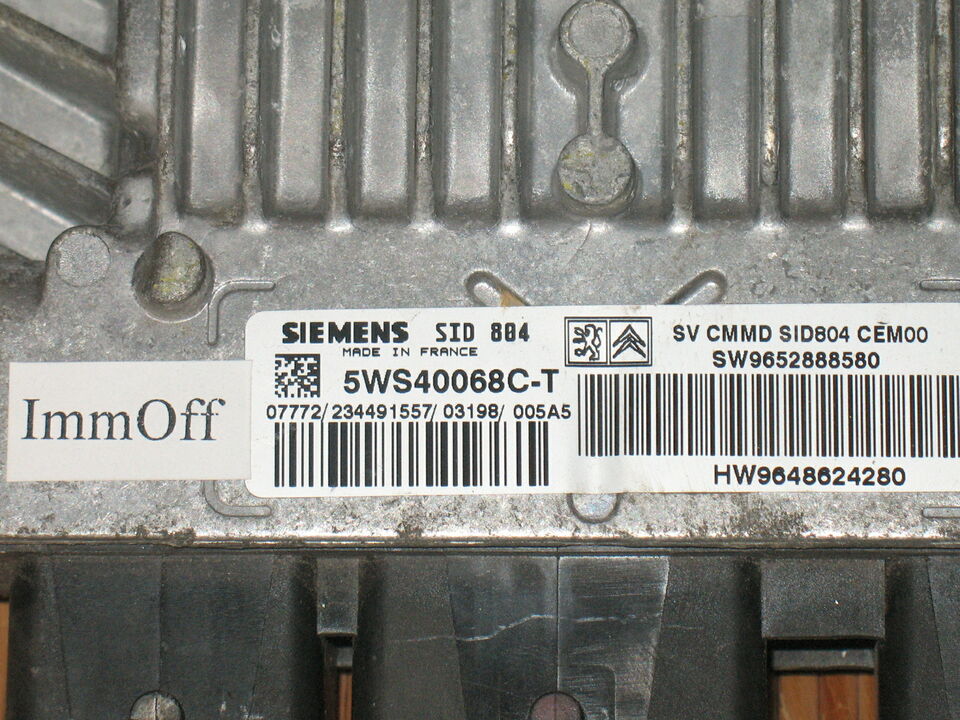 ImmOff
SIEMENS SID 804
MADE IN FRANCE
5WS40068C-T
07772/234491557/03198/005A5
SV CMMD SID804 CEM00
SW9652888580
HW9648624280